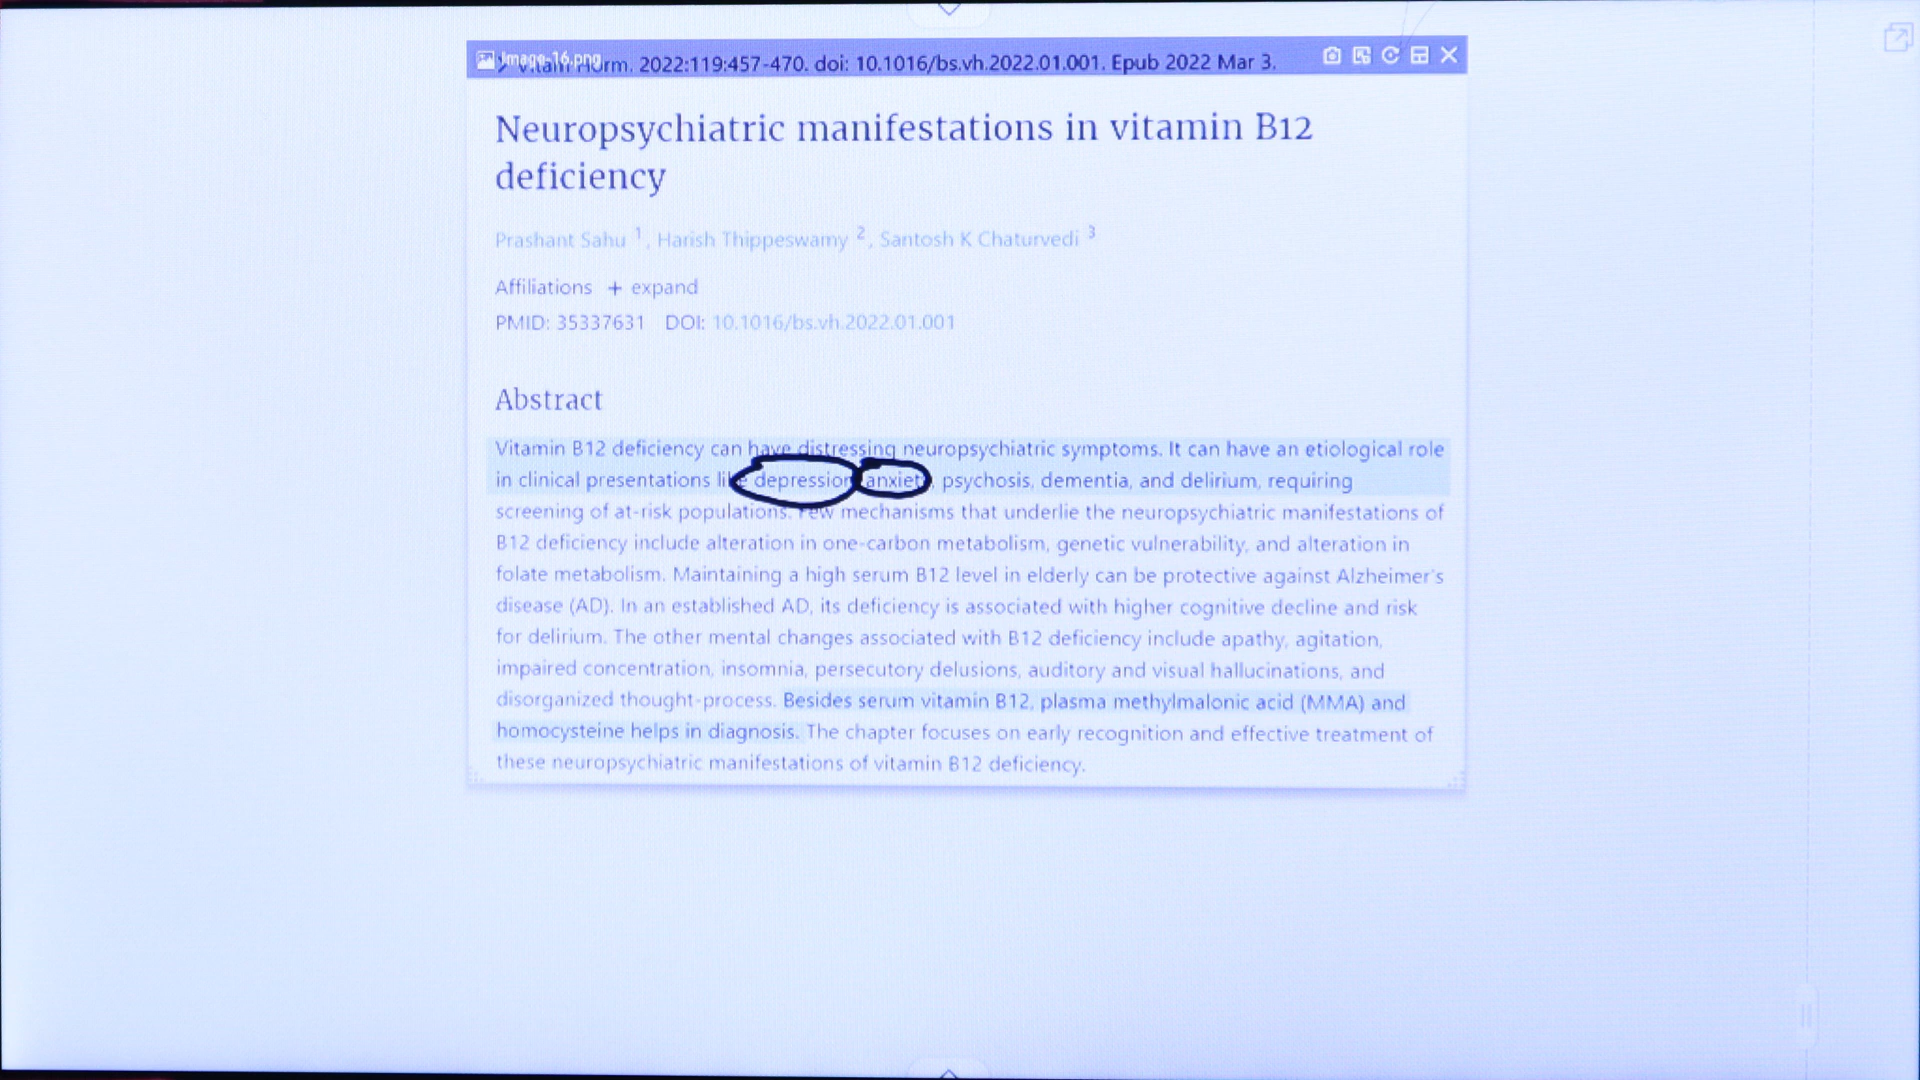 Image-16.png
2022:119:457-470. doi: 10.1016/bs.vh.2022.01.001. Epub 2022 Mar 3.
Neuropsychiatric manifestations in vitamin B12
deficiency
Prashant Sahu 1, Harish Thippeswamy 2, Santosh K Chaturvedi 3
Affiliations + expand
PMID: 35337631 DOI: 10.1016/bs.vh.2022.01.001
Abstract
Vitamin B12 deficiency can have distressing neuropsychiatric symptoms. It can have an etiological role
in clinical presentations like depression, anxiety, psychosis, dementia, and delirium, requiring
screening of at-risk populations. Few mechanisms that underlie the neuropsychiatric manifestations of
B12 deficiency include alteration in one-carbon metabolism, genetic vulnerability, and alteration in
folate metabolism. Maintaining a high serum B12 level in elderly can be protective against Alzheimer's
disease (AD). In an established AD, its deficiency is associated with higher cognitive decline and risk
for delirium. The other mental changes associated with B12 deficiency include apathy, agitation,
impaired concentration, insomnia, persecutory delusions, auditory and visual hallucinations, and
disorganized thought-process. Besides serum vitamin B12, plasma methylmalonic acid (MMA) and
homocysteine helps in diagnosis. The chapter focuses on early recognition and effective treatment of
these neuropsychiatric manifestations of vitamin B12 deficiency.